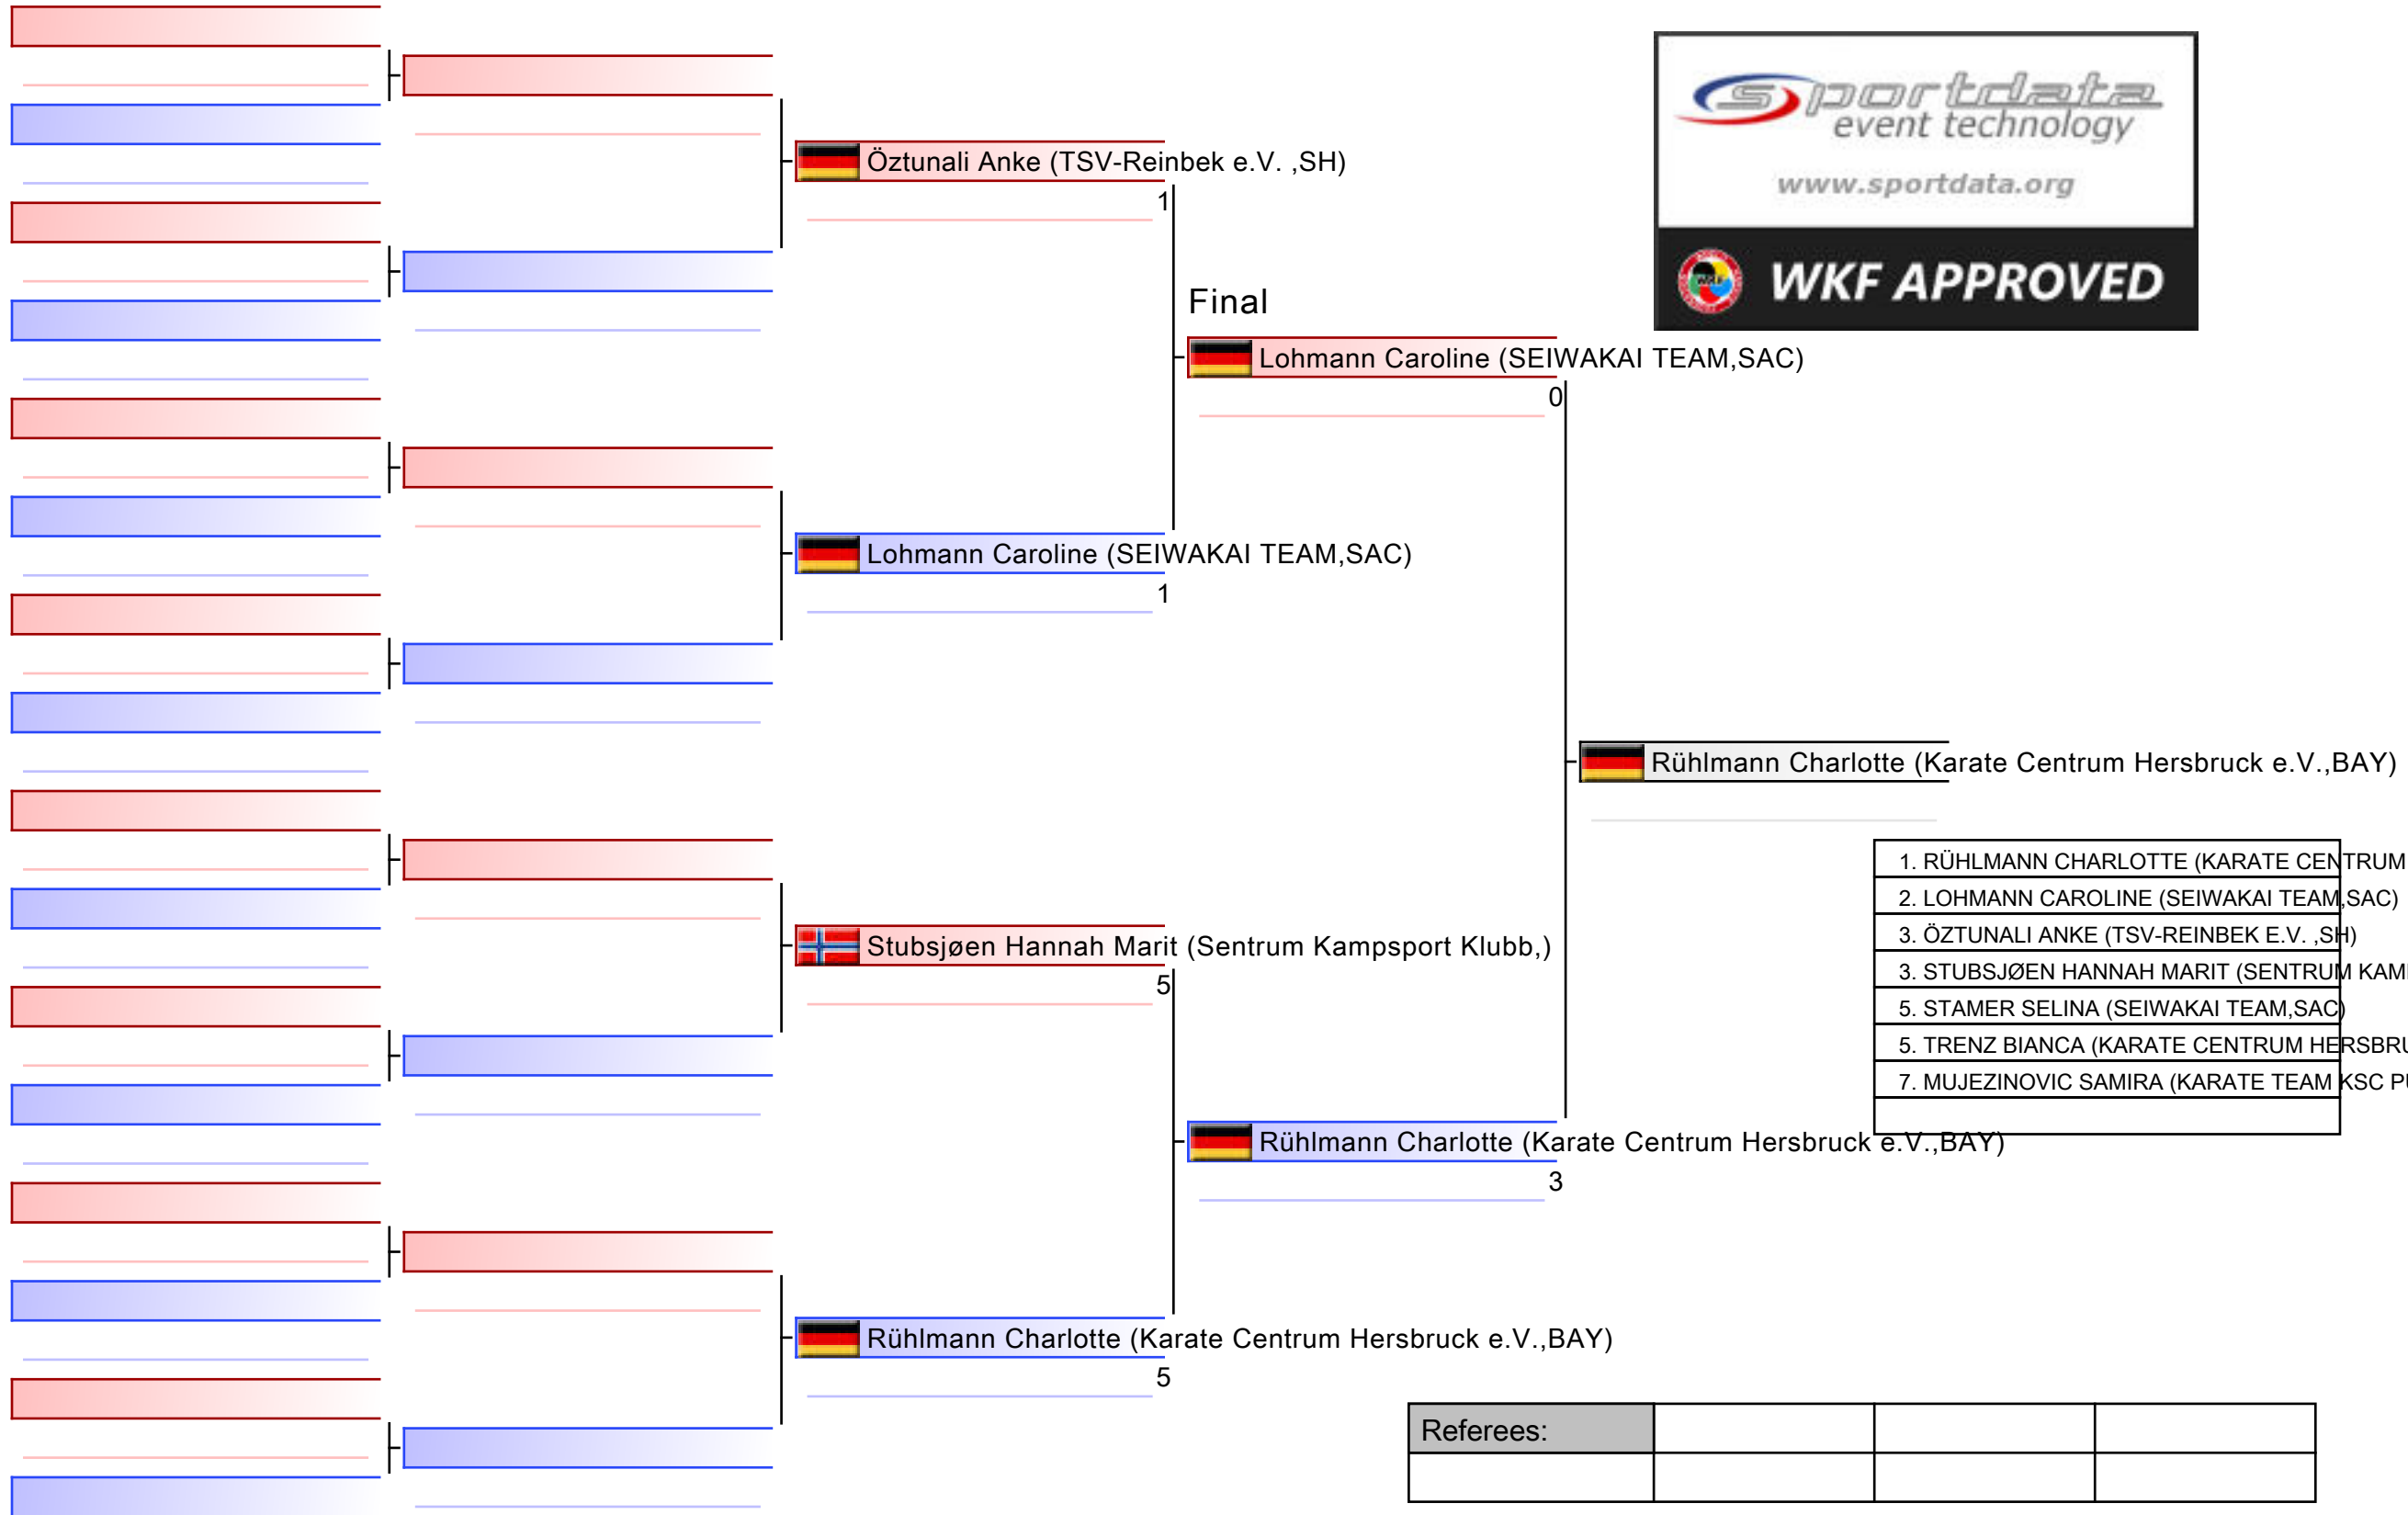 sportdata
event technology
www.sportdata.org
WKF APPROVED
Öztunali Anke (TSV-Reinbek e.V. ,SH)
1
Final
Lohmann Caroline (SEIWAKAI TEAM,SAC)
0
Lohmann Caroline (SEIWAKAI TEAM,SAC)
1
Rühlmann Charlotte (Karate Centrum Hersbruck e.V.,BAY)
1. RÜHLMANN CHARLOTTE (KARATE CENTRUM
2. LOHMANN CAROLINE (SEIWAKAI TEAM,SAC)
3. ÖZTUNALI ANKE (TSV-REINBEK E.V. ,SH)
3. STUBSJØEN HANNAH MARIT (SENTRUM KAM
5. STAMER SELINA (SEIWAKAI TEAM,SAC)
5. TRENZ BIANCA (KARATE CENTRUM HERSBRU
7. MUJEZINOVIC SAMIRA (KARATE TEAM KSC PU
Stubsjøen Hannah Marit (Sentrum Kampsport Klubb,)
5
Rühlmann Charlotte (Karate Centrum Hersbruck e.V.,BAY)
3
Rühlmann Charlotte (Karate Centrum Hersbruck e.V.,BAY)
5
Referees: